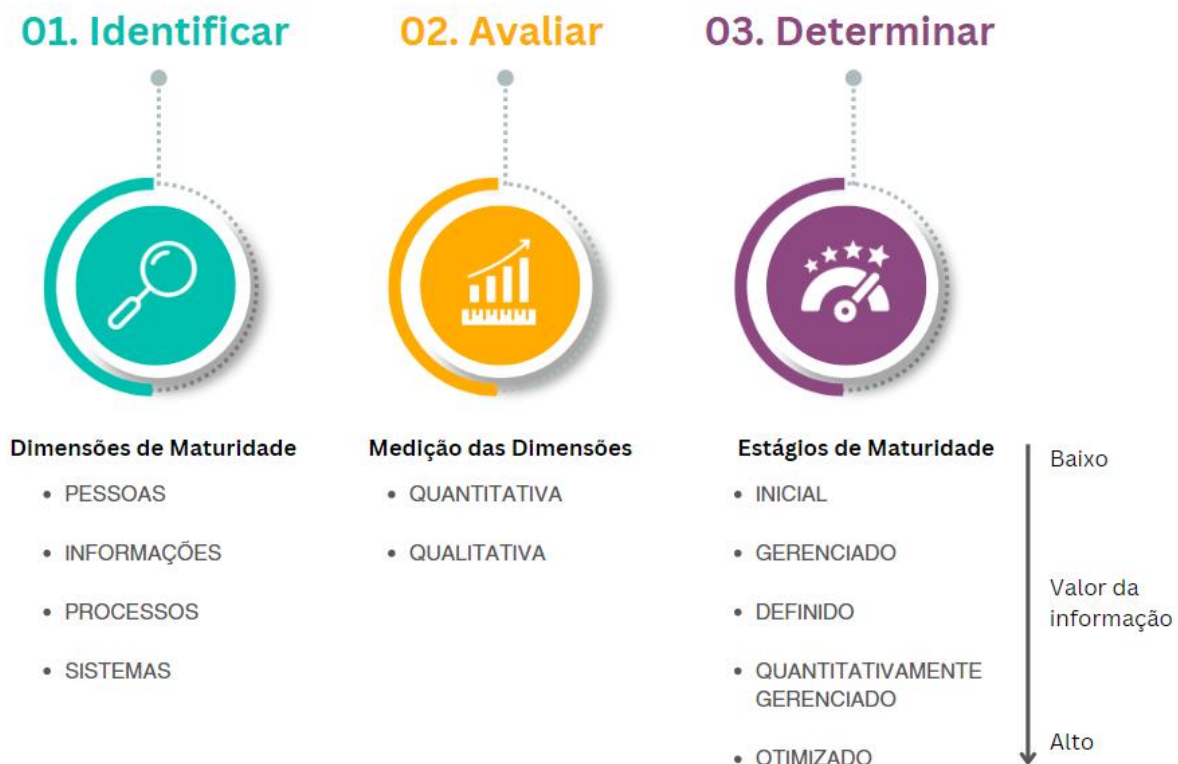 01. Identificar
02. Avaliar
03. Determinar
Dimensões de Maturidade
• PESSOAS
• INFORMAÇÕES
• PROCESSOS
• SISTEMAS
Medição das Dimensões
• QUANTITATIVA
• QUALITATIVA
Estágios de Maturidade
• INICIAL
• GERENCIADO
• DEFINIDO
• QUANTITATIVAMENTE
GERENCIADO
• OTIMIZADO
Baixo
Valor da
informação
Alto